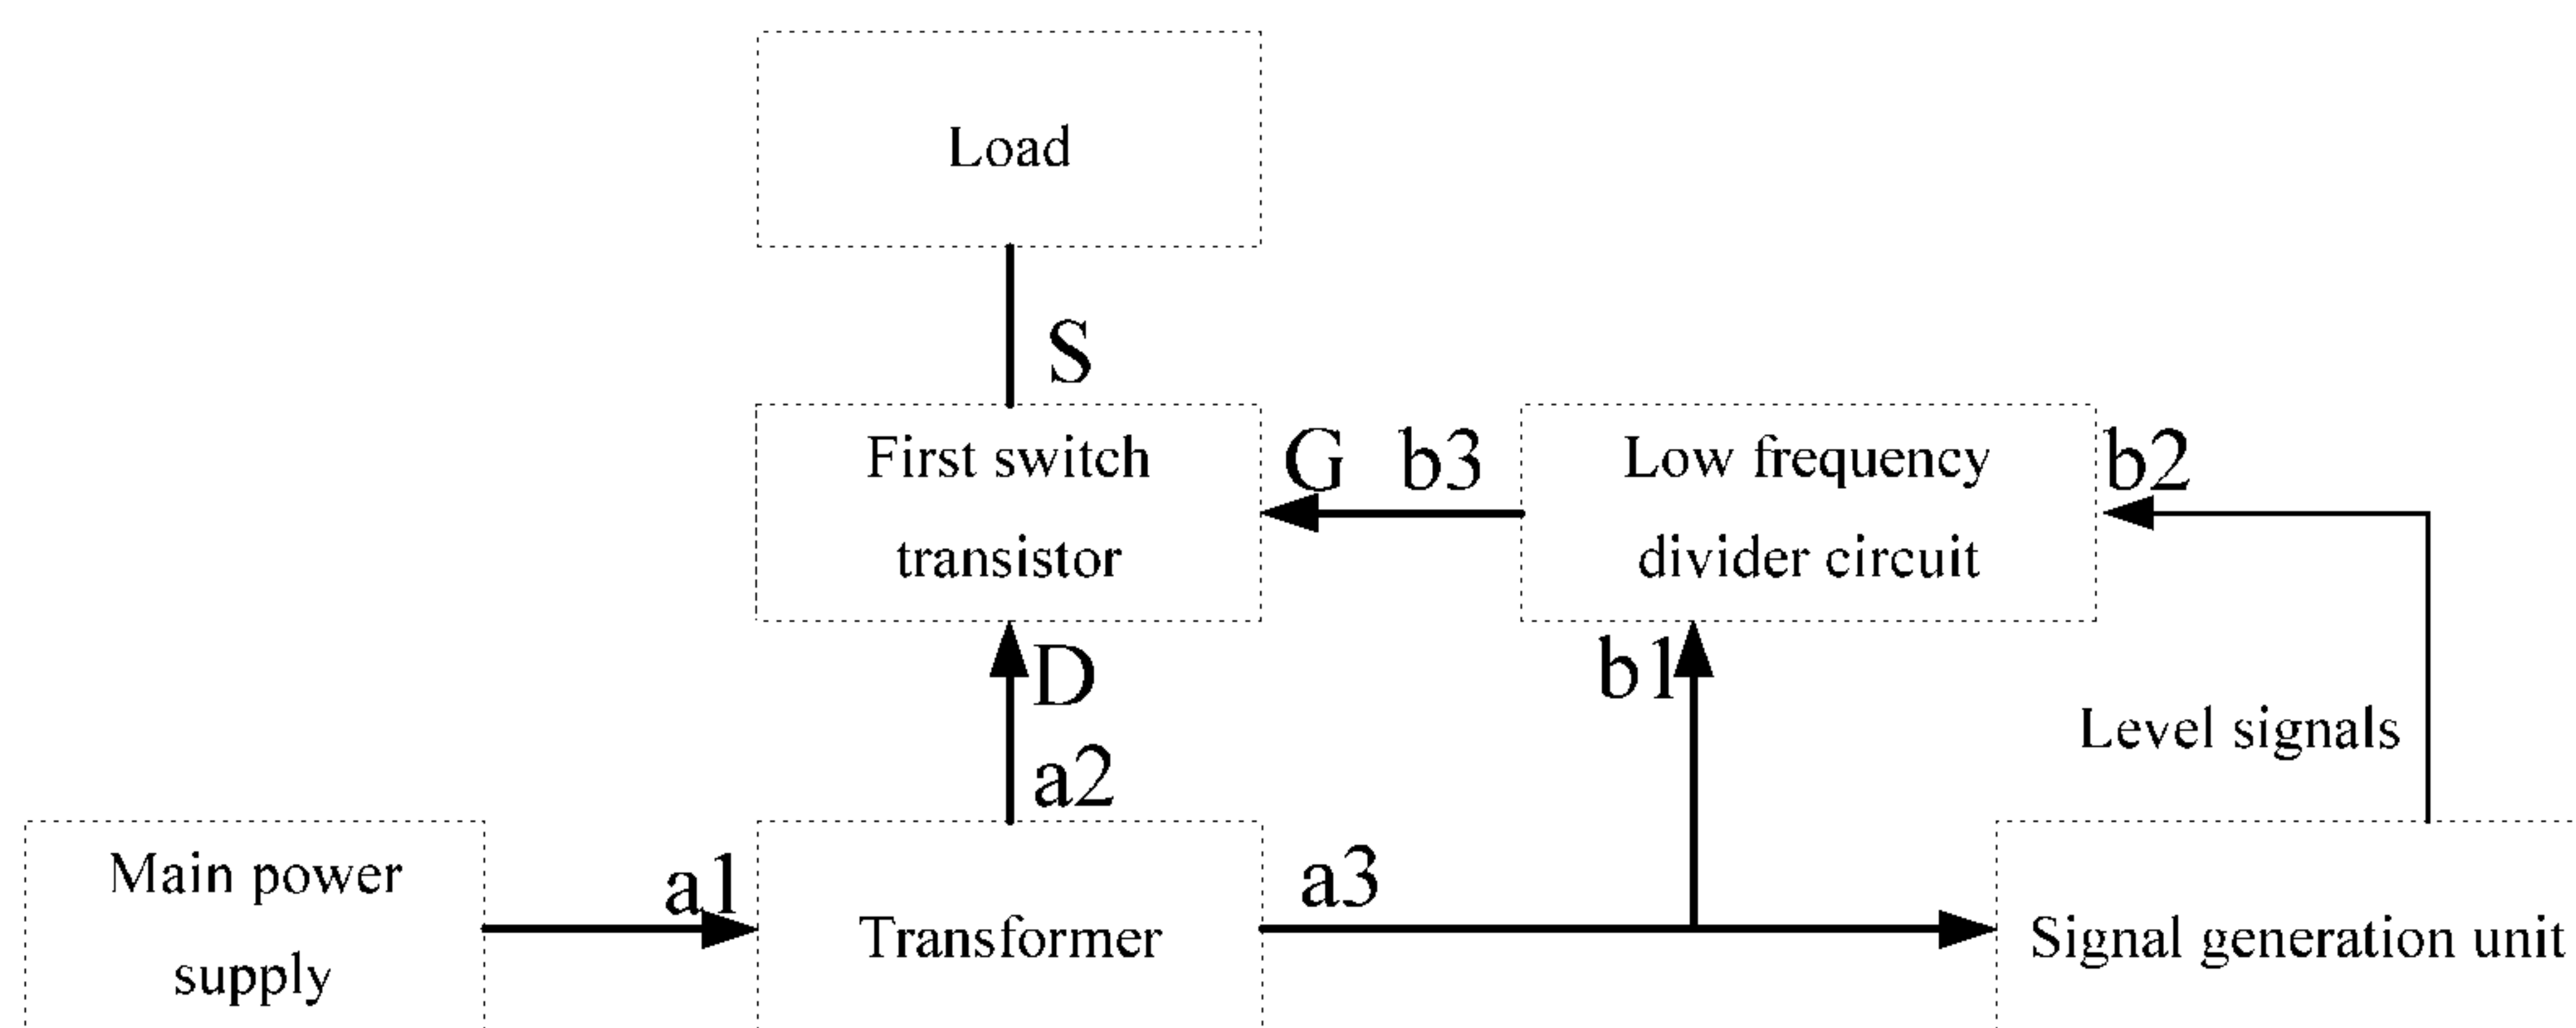 Load
S
First switch
transistor
G
b3
Low frequency
divider circuit
b2
D
b1
a2
Level signals
Main power
supply
a1
Transformer
a3
Signal generation unit